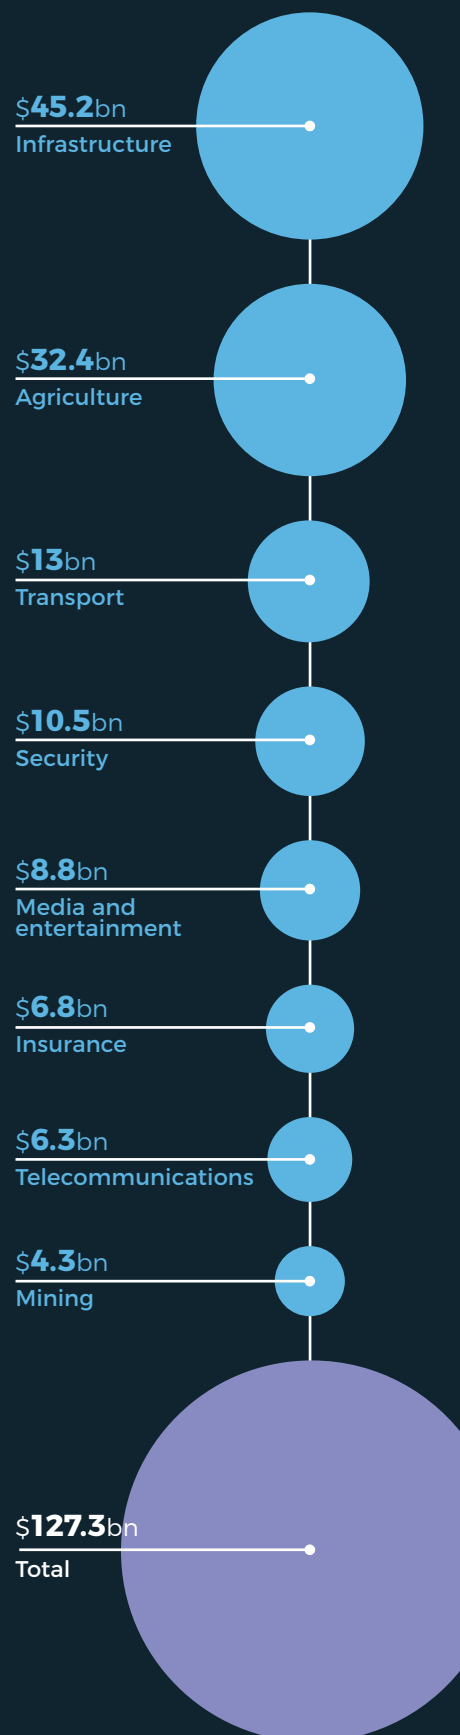 $45.2bn
Infrastructure
$32.4bn
Agriculture
$13bn
Transport
$10.5bn
Security
$8.8bn
Media and
entertainment
$6.8bn
Insurance
$6.3bn
Telecommunications
$4.3bn
Mining
$127.3bn
Total